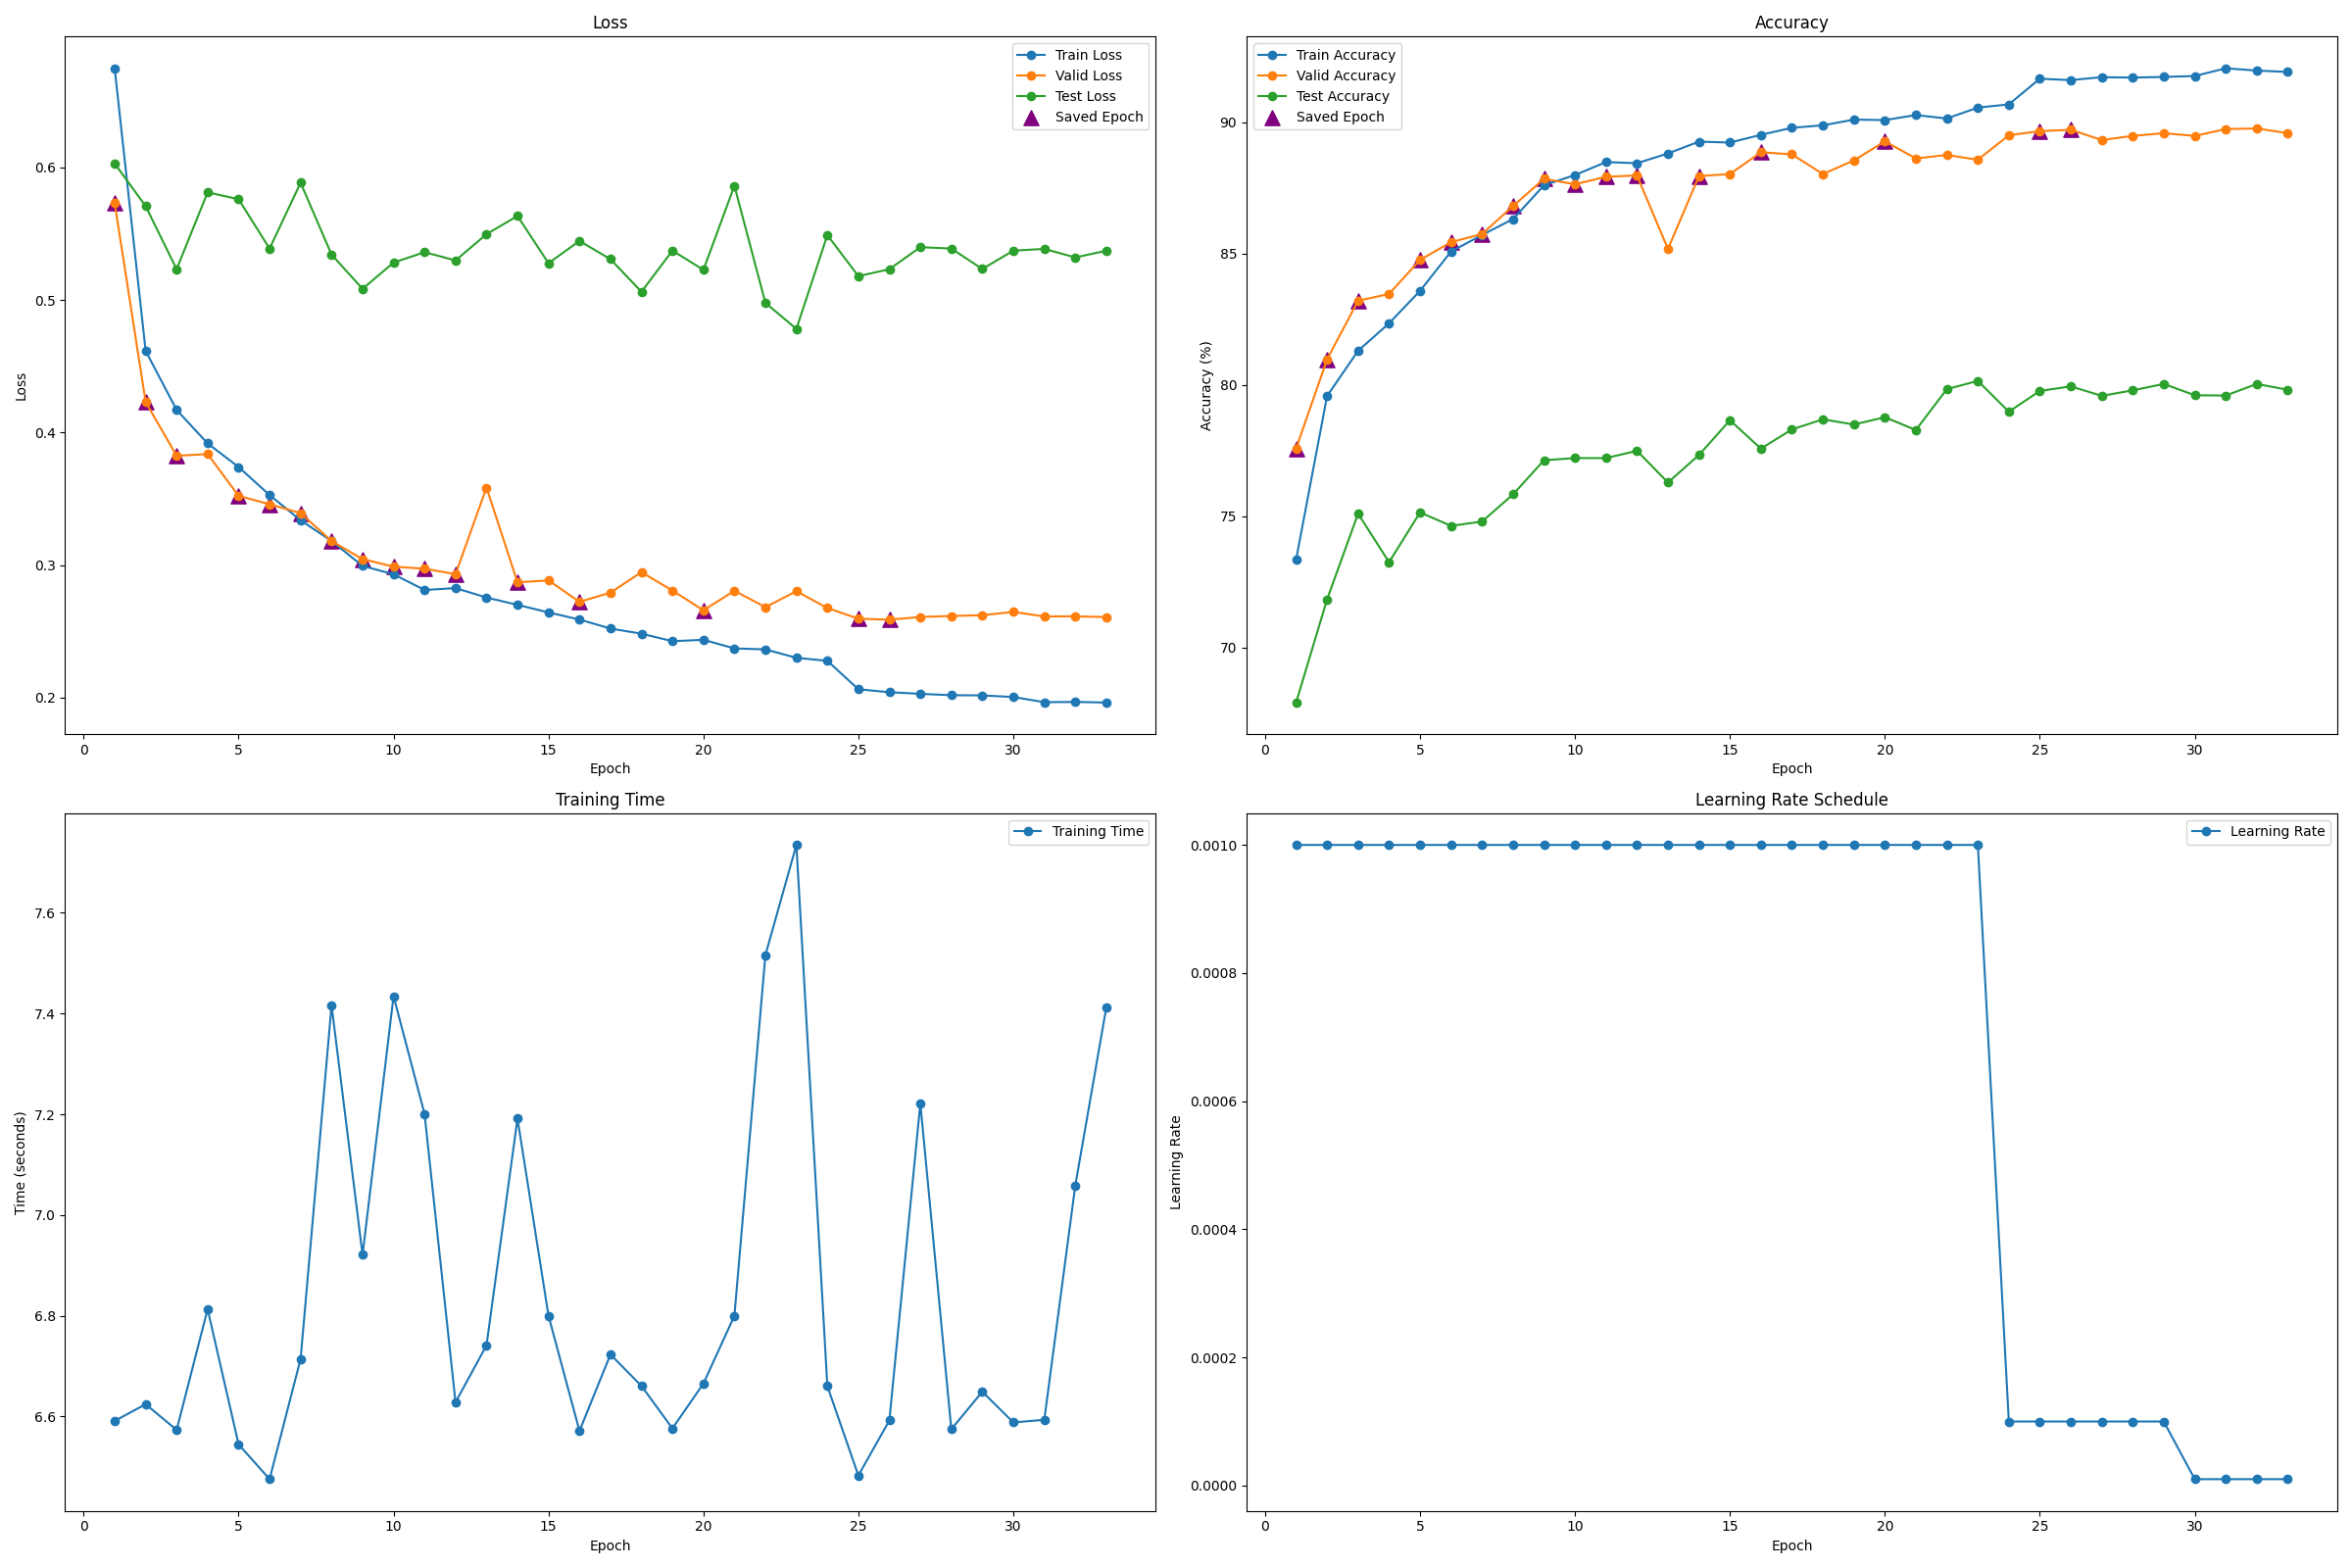 Loss
Train Loss
Valid Loss
Test Loss
Saved Epoch
Loss
0.6
0.5
0.4
0.3
0.2
0 5 10 15 20 25 30
Epoch
Accuracy
Train Accuracy
Valid Accuracy
Test Accuracy
Saved Epoch
Accuracy (%)
90
85
80
75
70
0 5 10 15 20 25 30
Epoch
Training Time
Training Time
Time (seconds)
7.6
7.4
7.2
7.0
6.8
6.6
0 5 10 15 20 25 30
Epoch
Learning Rate Schedule
Learning Rate
Learning Rate
0.0010
0.0008
0.0006
0.0004
0.0002
0.0000
0 5 10 15 20 25 30
Epoch